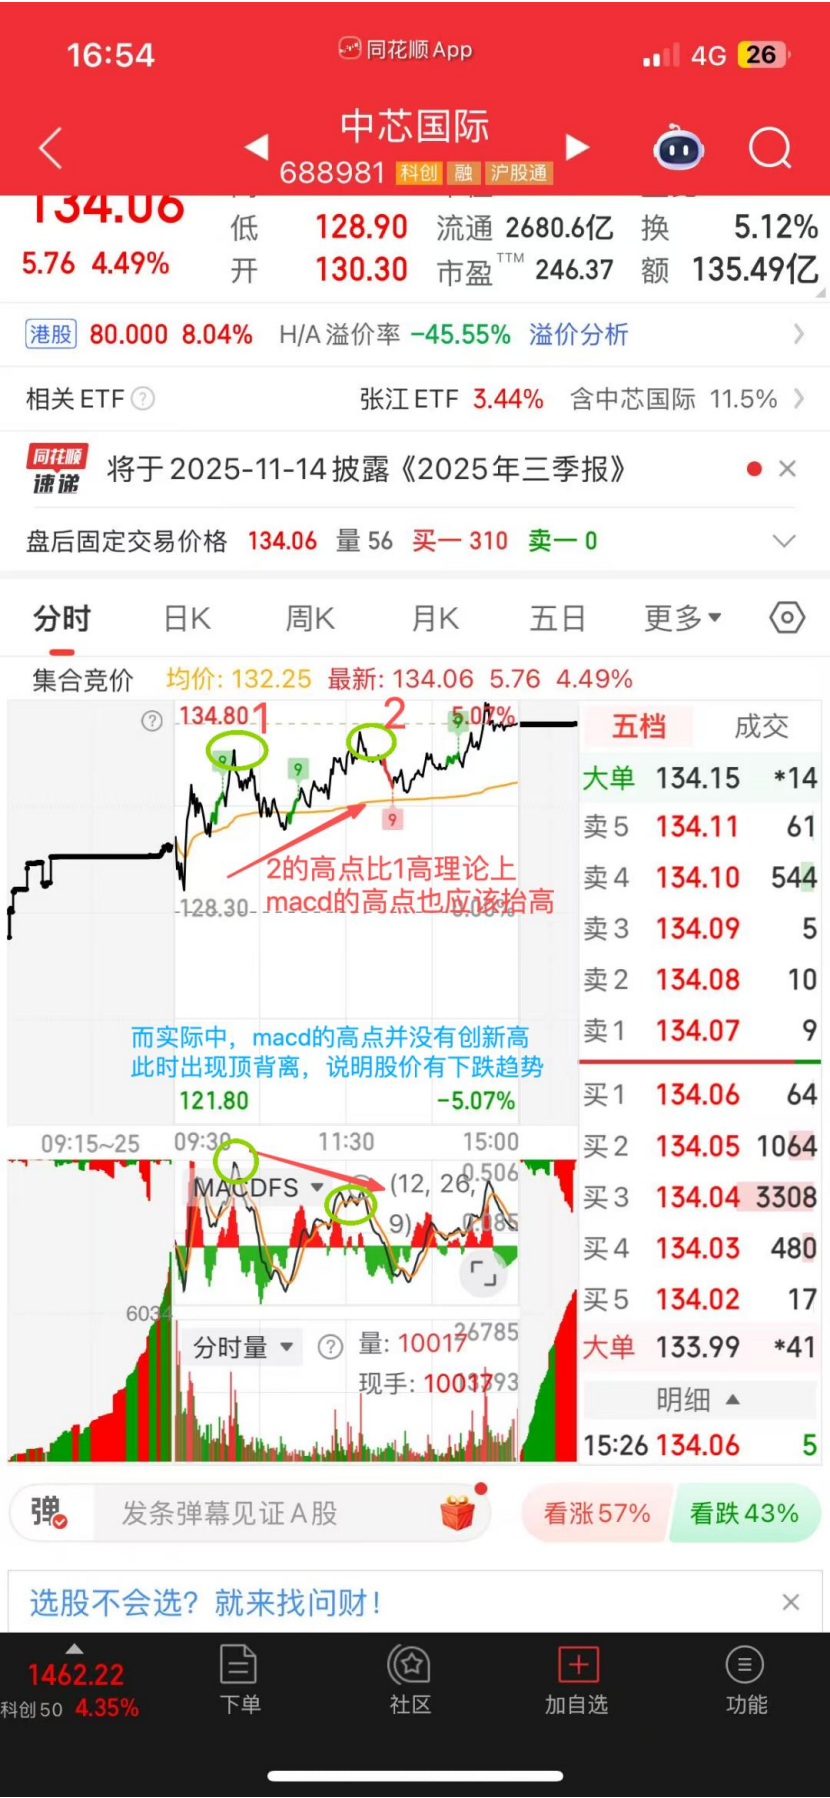 16:54
同花顺App
4G 26
中芯国际
688981 科创 融 沪股通
134.06
5.76 4.49%
低 128.90 流通 2680.6亿 换 5.12%
开 130.30 市盈TTM 246.37 额 135.49亿
港股 80.000 8.04% H/A溢价率 -45.55% 溢价分析
相关ETF ? 张江ETF 3.44% 含中芯国际 11.5%
同花顺
速递
将于2025-11-14披露《2025年三季报》
盘后固定交易价格 134.06 量 56 买一 310 卖一 0
分时 日K 周K 月K 五日 更多
集合竞价 均价: 132.25 最新: 134.06 5.76 4.49%
? 134.80 1 2 5.07%
9 9 9
9
2的高点比1高理论上
macd的高点也应该抬高
128.30 0.00%
而实际中，macd的高点并没有创新高
此时出现顶背离，说明股价有下跌趋势
121.80 -5.07%
09:15~25 09:30 11:30 15:00
MACDFS (12, 26, 9) 0.506
0.085
6034
分时量 ? 量: 10017 26785
现手: 10017 13393
五档 成交
大单 134.15 *14
卖5 134.11 61
卖4 134.10 544
卖3 134.09 5
卖2 134.08 10
卖1 134.07 9
买1 134.06 64
买2 134.05 1064
买3 134.04 3308
买4 134.03 480
买5 134.02 17
大单 133.99 *41
明细
15:26 134.06 5
弹 发条弹幕见证A股
看涨57% 看跌43%
选股不会选？就来找问财！
1462.22
科创50 4.35%
下单 社区 加自选 功能